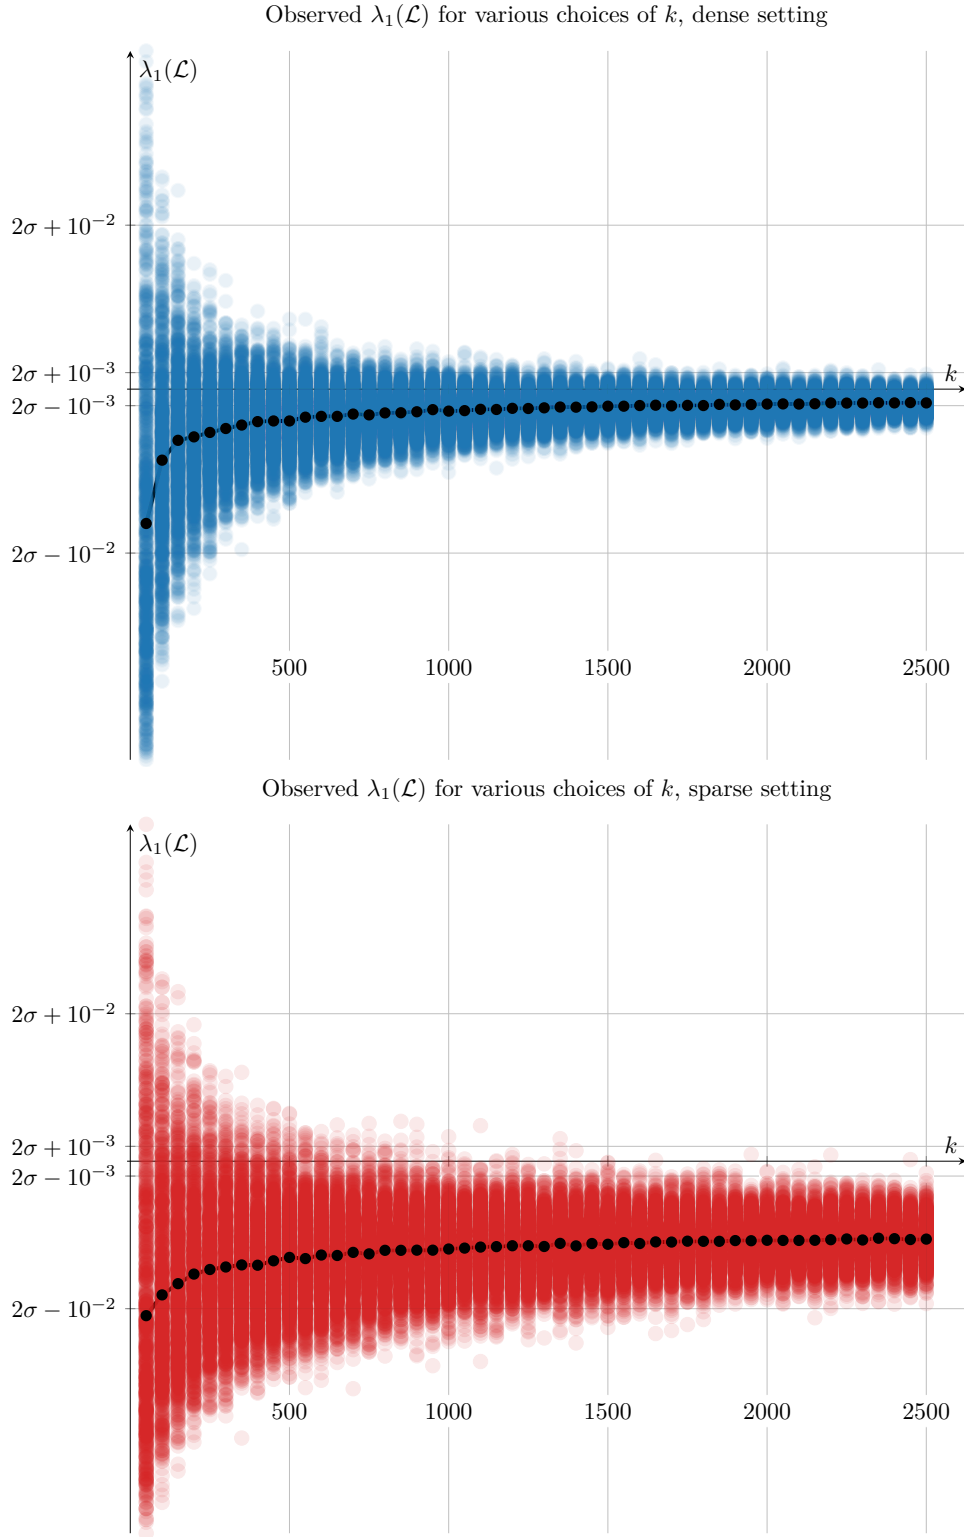 Observed λ₁(ℒ) for various choices of k, dense setting
λ₁(ℒ)
2σ + 10⁻²
2σ + 10⁻³
k
2σ − 10⁻³
2σ − 10⁻²
500 1000 1500 2000 2500
Observed λ₁(ℒ) for various choices of k, sparse setting
λ₁(ℒ)
2σ + 10⁻²
2σ + 10⁻³
k
2σ − 10⁻³
2σ − 10⁻²
500 1000 1500 2000 2500